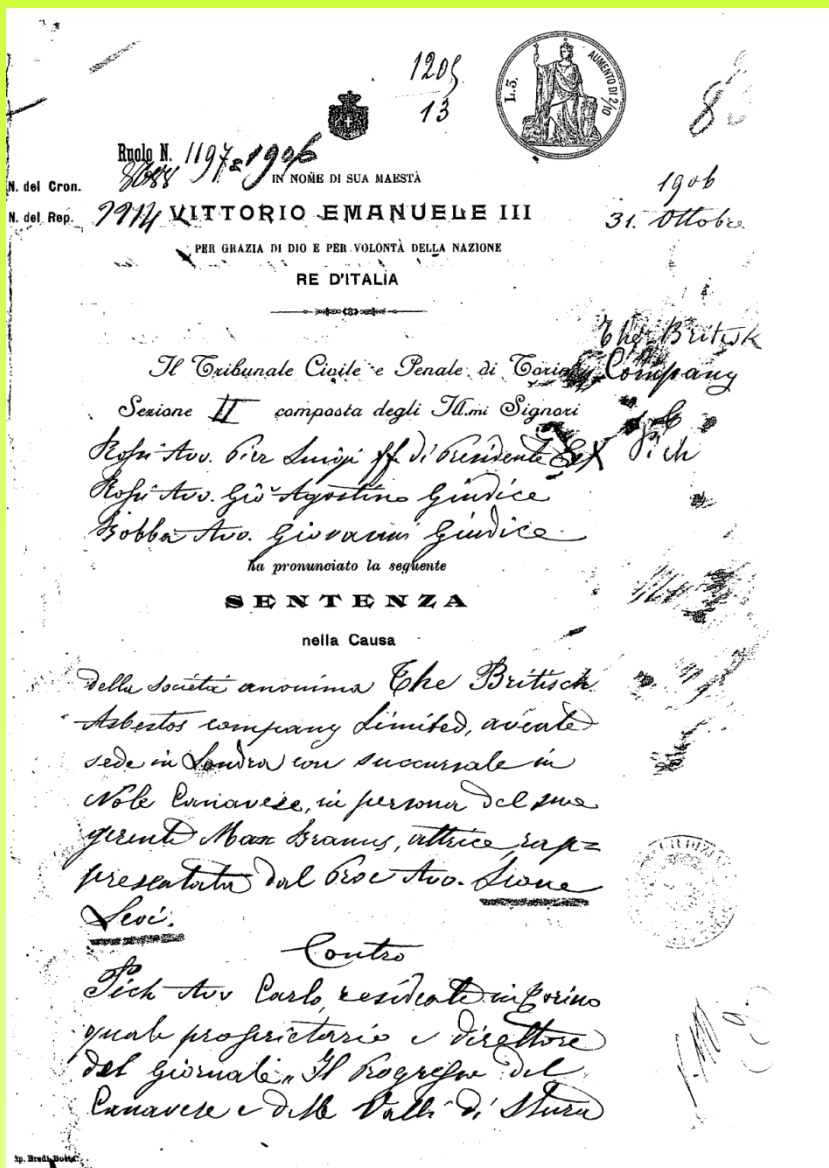 1205
13
L.3.
AUMENTO DI 2/10
Ruolo N. 1197 = 1906
N. del Cron. 8088
IN NOME DI SUA MAESTÀ
1906
N. del Rep. 2914 VITTORIO EMANUELE III
31. Ottobre
PER GRAZIA DI DIO E PER VOLONTÀ DELLA NAZIONE
RE D'ITALIA
The Britisk
Il Tribunale Civile e Penale di Torino Company
Sezione II composta degli Ill.mi Signori
Rossi Avv. Pier Luigi ff. di Presidente
Pich
Rossi Avv. Gio Agostino Giudice
Bobba Avv. Giovanni Giudice
ha pronunciato la seguente
SENTENZA
nella Causa
della società anonima The Britisch
Asbestos company Limited, avente
sede in Londra con succursale in
Nole Canavese, in persona del suo
gerente Max Brauns, attrice rap=
presentata dal Proc Avv. Leone
Levi.
Contro
Pich Avv Carlo, residente in Torino
quale proprietario e direttore
del giornale „Il Progresso del
Canavese e delle Valli di Stura